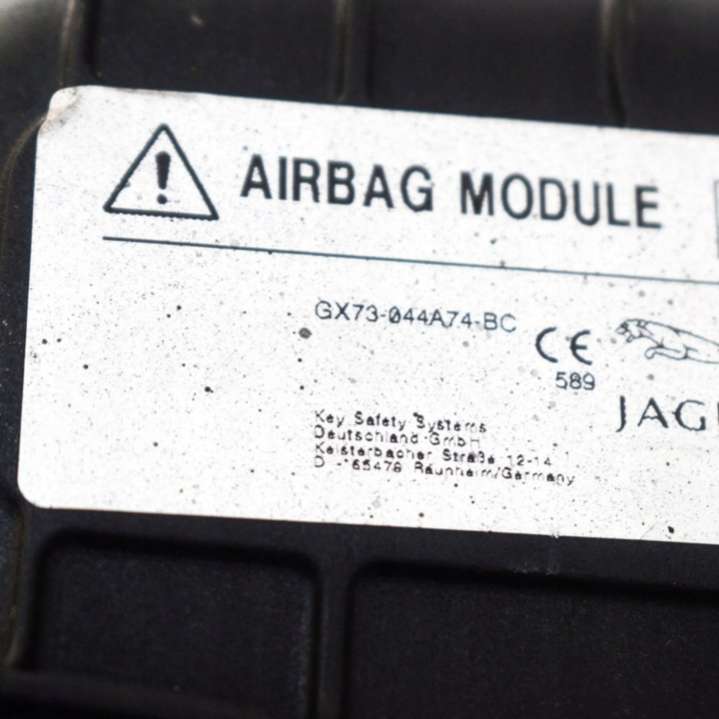 AIRBAG MODULE
GX73-044A74-BC
CE
589
JAG
Key Safety Systems
Deutschland GmbH
Kelsterbacher Straße 12-14
D - 65479 Raunheim/Germany